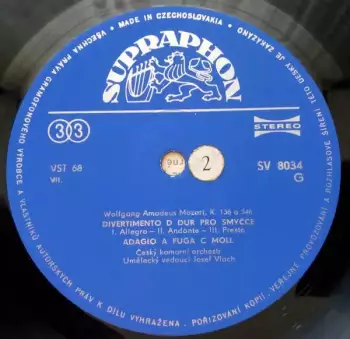 • MADE IN CZECHOSLOVAKIA • VŠECHNA PRÁVA GRAMOFONOVÉHO VÝROBCE A VLASTNÍKŮ AUTORSKÝCH PRÁV K DÍLU VYHRAŽENA. POŘIZOVÁNÍ KOPIÍ, VEŘEJNÉ PROVOZOVÁNÍ A ROZHLASOVÉ ŠÍŘENÍ TÉTO DESKY JE ZAKÁZÁNO
SUPRAPHON
33
STEREO
2
VST 68
SV 8034
VII.
G
Wolfgang Amadeus Mozart, K. 136 a 546
DIVERTIMENTO D DUR PRO SMYČCE
I. Allegro – II. Andante – III. Presto
ADAGIO A FUGA C MOLL
Český komorní orchestr
Umělecký vedoucí Josef Vlach